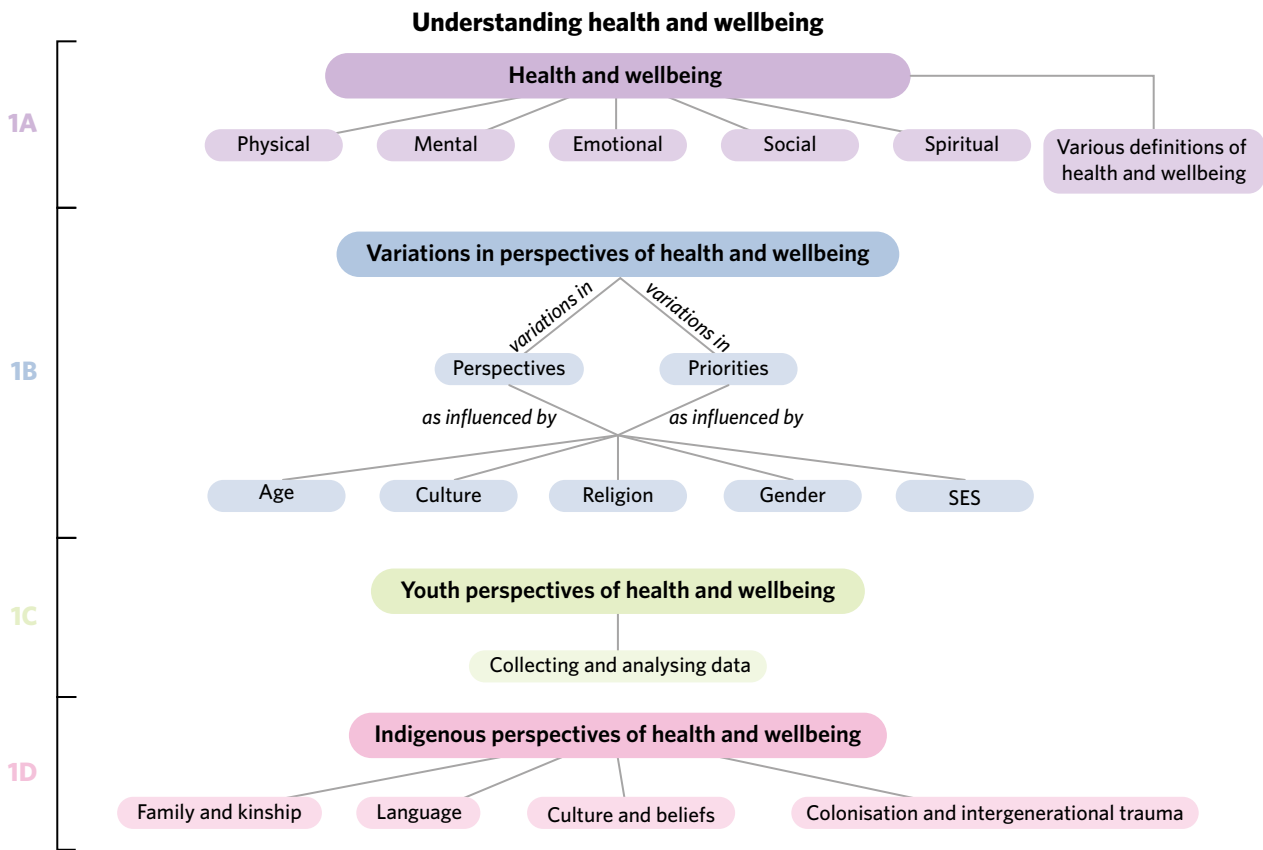 Understanding health and wellbeing
1A
Health and wellbeing
Physical
Mental
Emotional
Social
Spiritual
Various definitions of
health and wellbeing
1B
Variations in perspectives of health and wellbeing
variations in
variations in
Perspectives
Priorities
as influenced by
as influenced by
Age
Culture
Religion
Gender
SES
1C
Youth perspectives of health and wellbeing
Collecting and analysing data
1D
Indigenous perspectives of health and wellbeing
Family and kinship
Language
Culture and beliefs
Colonisation and intergenerational trauma